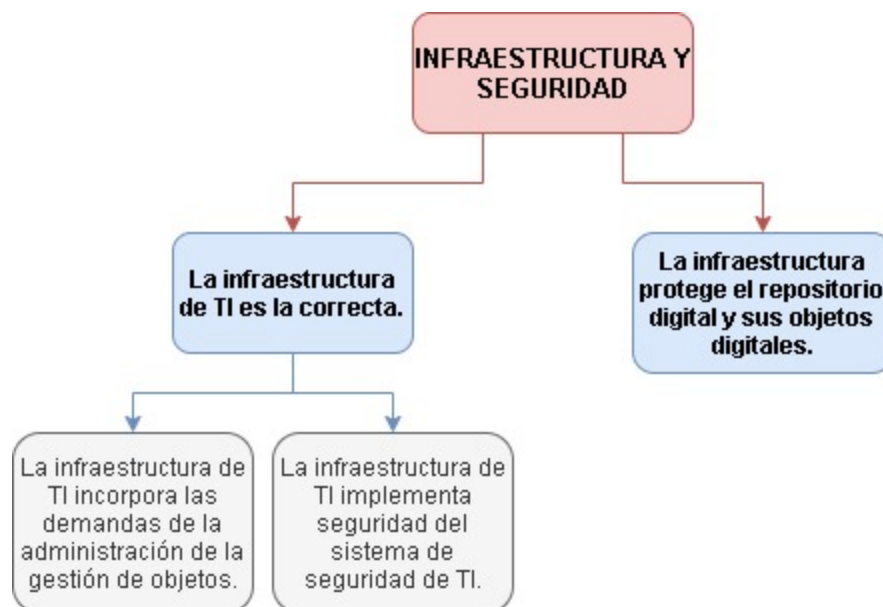 INFRAESTRUCTURA Y
SEGURIDAD
La infraestructura
de TI es la correcta.
La infraestructura
protege el repositorio
digital y sus objetos
digitales.
La infraestructura de
TI incorpora las
demandas de la
administración de la
gestión de objetos.
La infraestructura de
TI implementa
seguridad del
sistema de
seguridad de TI.